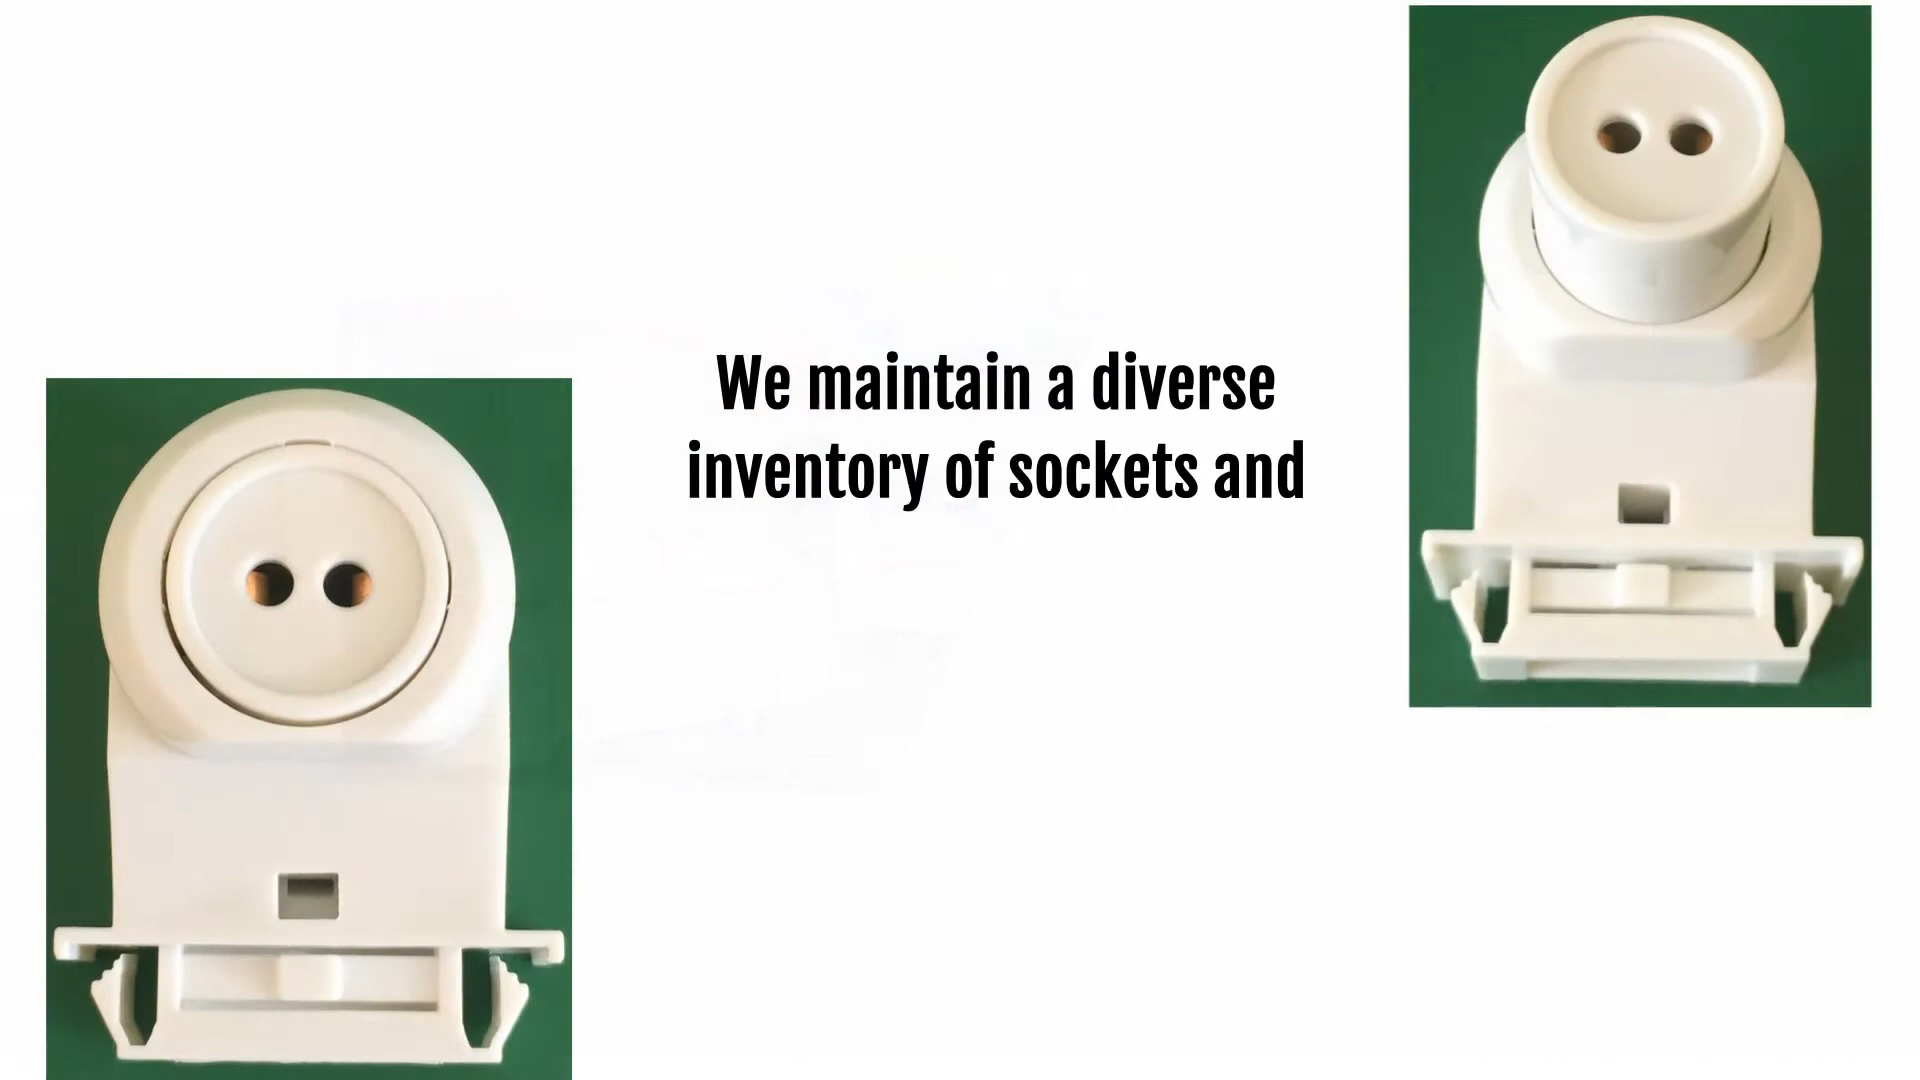 We maintain a diverse
inventory of sockets and